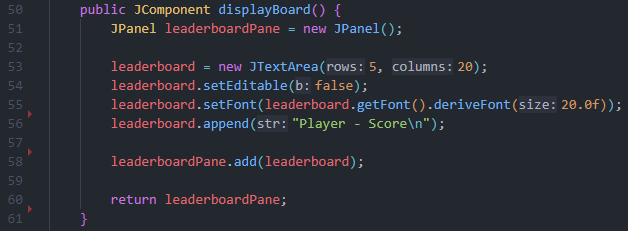 50 public JComponent displayBoard() {
51 JPanel leaderboardPane = new JPanel();
52
53 leaderboard = new JTextArea(rows: 5, columns: 20);
54 leaderboard.setEditable(b: false);
55 leaderboard.setFont(leaderboard.getFont().deriveFont(size: 20.0f));
56 leaderboard.append(str: "Player - Score\n");
57
58 leaderboardPane.add(leaderboard);
59
60 return leaderboardPane;
61 }